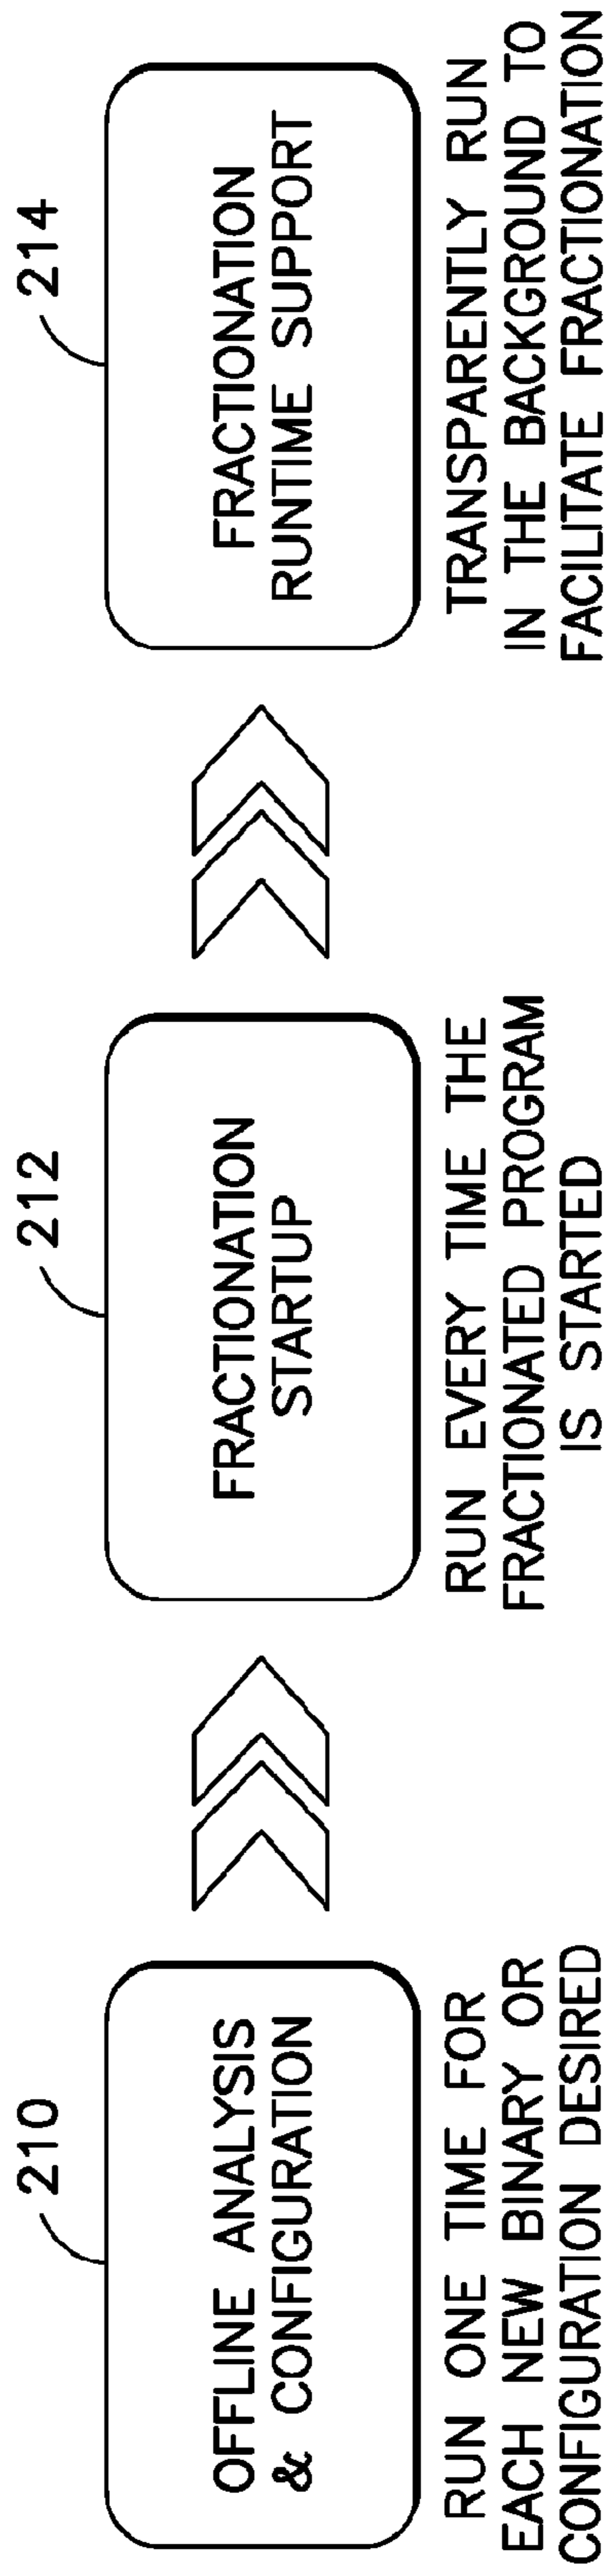 210
OFFLINE ANALYSIS
& CONFIGURATION
RUN ONE TIME FOR
EACH NEW BINARY OR
CONFIGURATION DESIRED
212
FRACTIONATION
STARTUP
RUN EVERY TIME THE
FRACTIONATED PROGRAM
IS STARTED
214
FRACTIONATION
RUNTIME SUPPORT
TRANSPARENTLY RUN
IN THE BACKGROUND TO
FACILITATE FRACTIONATION